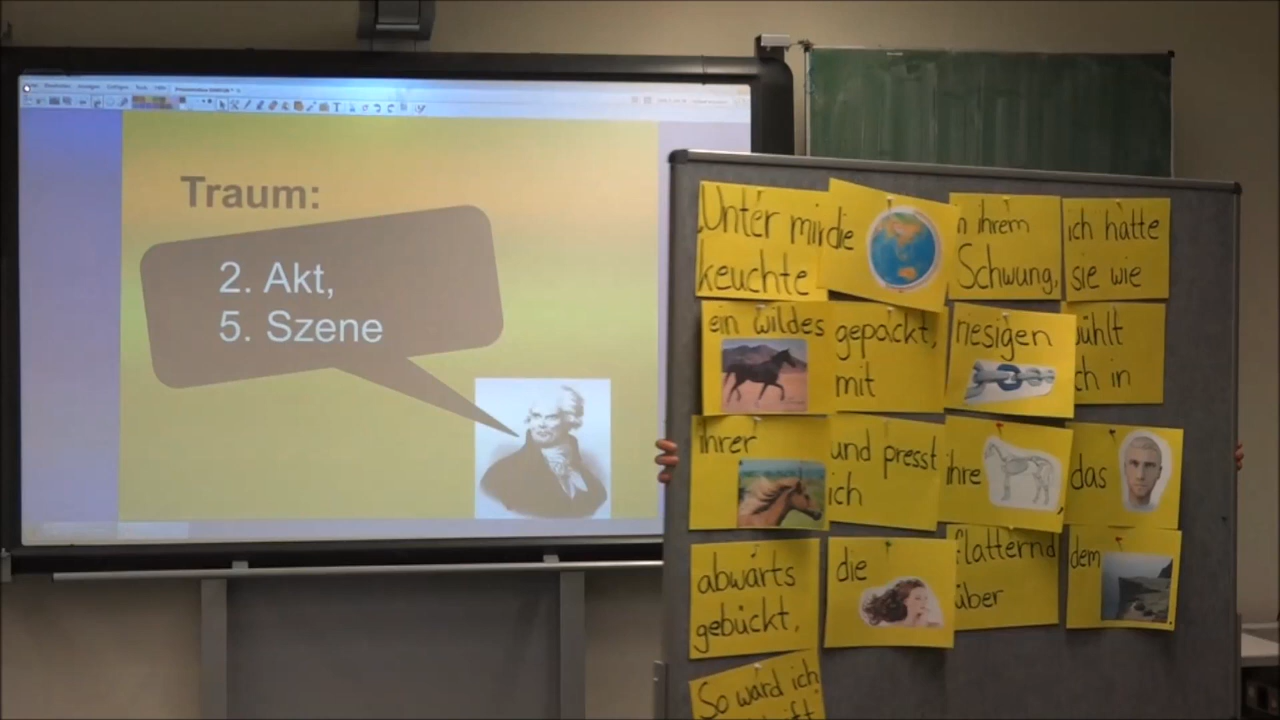 Traum:
2. Akt,
5. Szene
Unter mir
keuchte
die
n ihrem
Schwung,
ich hatte
sie wie
ein wildes
gepackt,
mit
riesigen
ühlt
ch in
ihrer
und presst
ich
ihre ,
das
abwärts
gebückt,
die
flatternd
über
dem
So ward ich